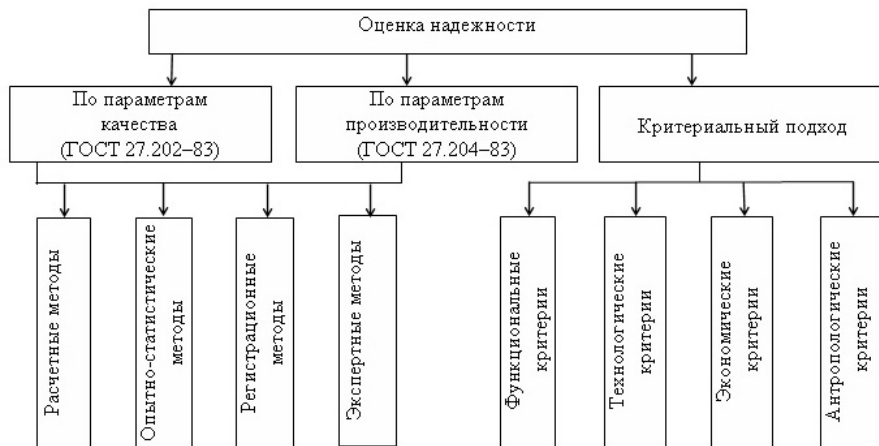 Оценка надежности
По параметрам
качества
(ГОСТ 27.202–83)
По параметрам
производительности
(ГОСТ 27.204–83)
Критериальный подход
Расчетные методы
Опытно-статистические
методы
Регистрационные
методы
Экспертные методы
Функциональные
критерии
Технологические
критерии
Экономические
критерии
Антропологические
критерии